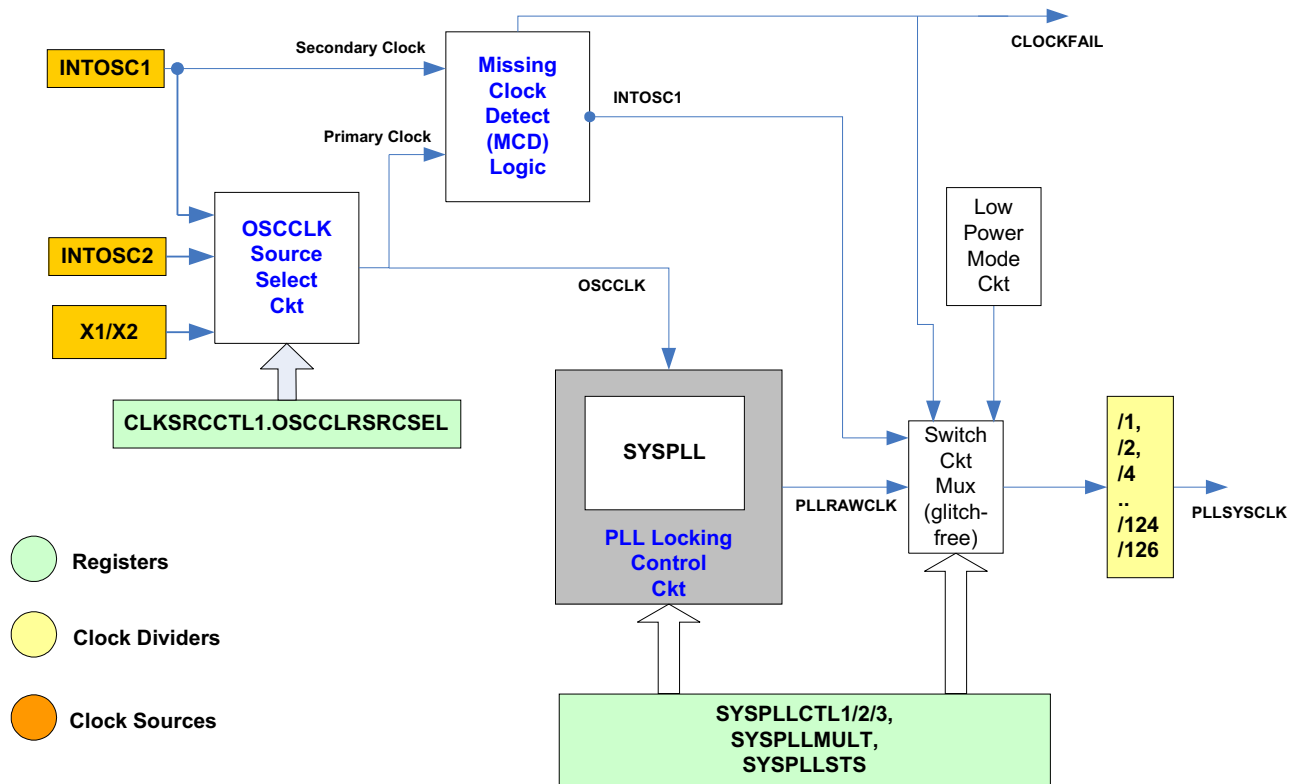 CLOCKFAIL
Secondary Clock
INTOSC1
Missing
Clock
Detect
(MCD)
Logic
INTOSC1
Primary Clock
OSCCLK
Source
Select
Ckt
INTOSC2
X1/X2
OSCCLK
Low
Power
Mode
Ckt
CLKSRCCTL1.OSCCLRSRCSEL
SYSPLL
PLL Locking
Control
Ckt
PLLRAWCLK
Switch
Ckt
Mux
(glitch-
free)
/1,
/2,
/4
..
/124
/126
PLLSYSCLK
Registers
Clock Dividers
Clock Sources
SYSPLLCTL1/2/3,
SYSPLLMULT,
SYSPLLSTS